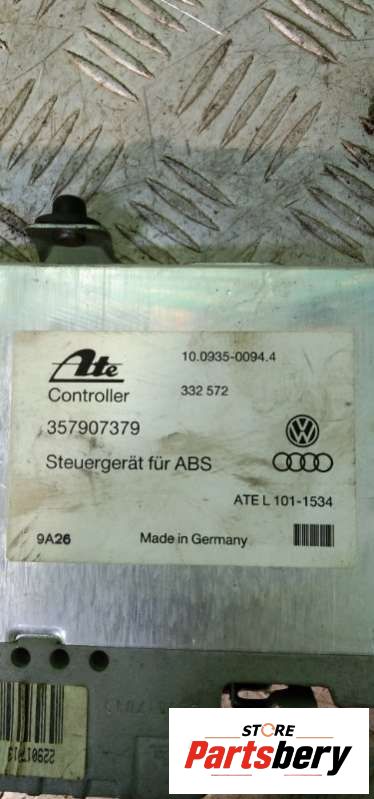 Ate
10.0935-0094.4
Controller
332 572
357907379
Steuergerät für ABS
ATE L 101-1534
9A26
Made in Germany
STORE
Partsbery